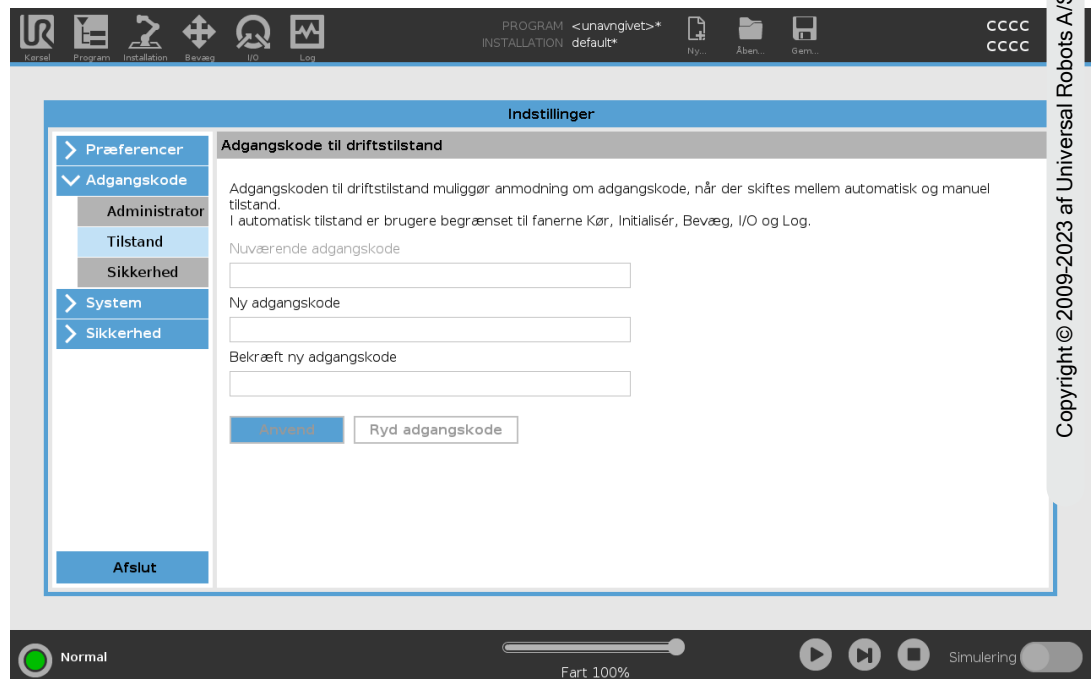 PROGRAM <unavngivet>*
INSTALLATION default*
Kørsel Program Installation Bevæg I/O Log
Ny... Åben... Gem...
CCCC
CCCC
Indstillinger
Præferencer
Adgangskode
Administrator
Tilstand
Sikkerhed
System
Sikkerhed
Afslut
Adgangskode til driftstilstand
Adgangskoden til driftstilstand muliggør anmodning om adgangskode, når der skiftes mellem automatisk og manuel
tilstand.
I automatisk tilstand er brugere begrænset til fanerne Kør, Initialisér, Bevæg, I/O og Log.
Nuværende adgangskode
Ny adgangskode
Bekræft ny adgangskode
Anvend Ryd adgangskode
Normal
Fart 100%
Simulering
Copyright © 2009-2023 af Universal Robots A/S